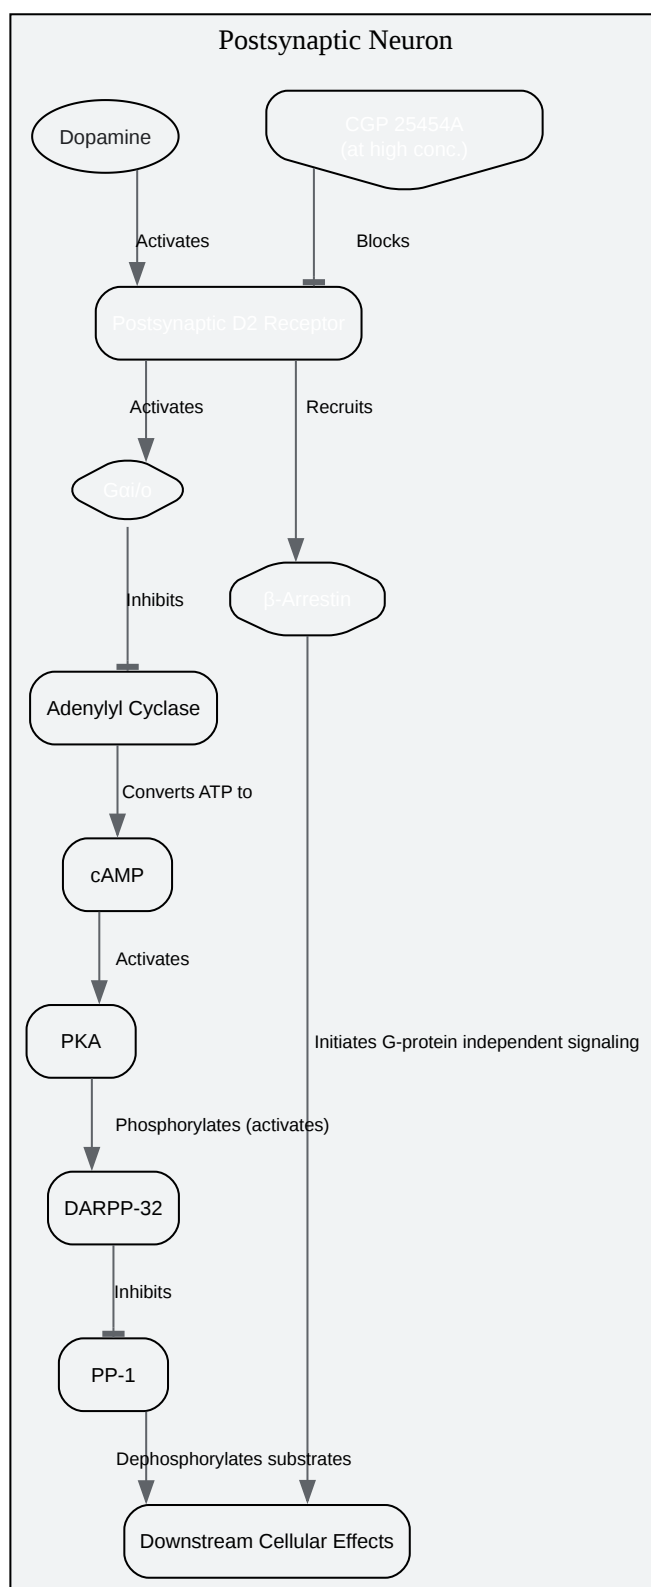 Postsynaptic Neuron
Dopamine
CGP 25454A
(at high conc.)
Activates
Blocks
Postsynaptic D2 Receptor
Activates
Recruits
Gαi/o
Inhibits
β-Arrestin
Adenylyl Cyclase
Converts ATP to
cAMP
Activates
PKA
Initiates G-protein independent signaling
Phosphorylates (activates)
DARPP-32
Inhibits
PP-1
Dephosphorylates substrates
Downstream Cellular Effects